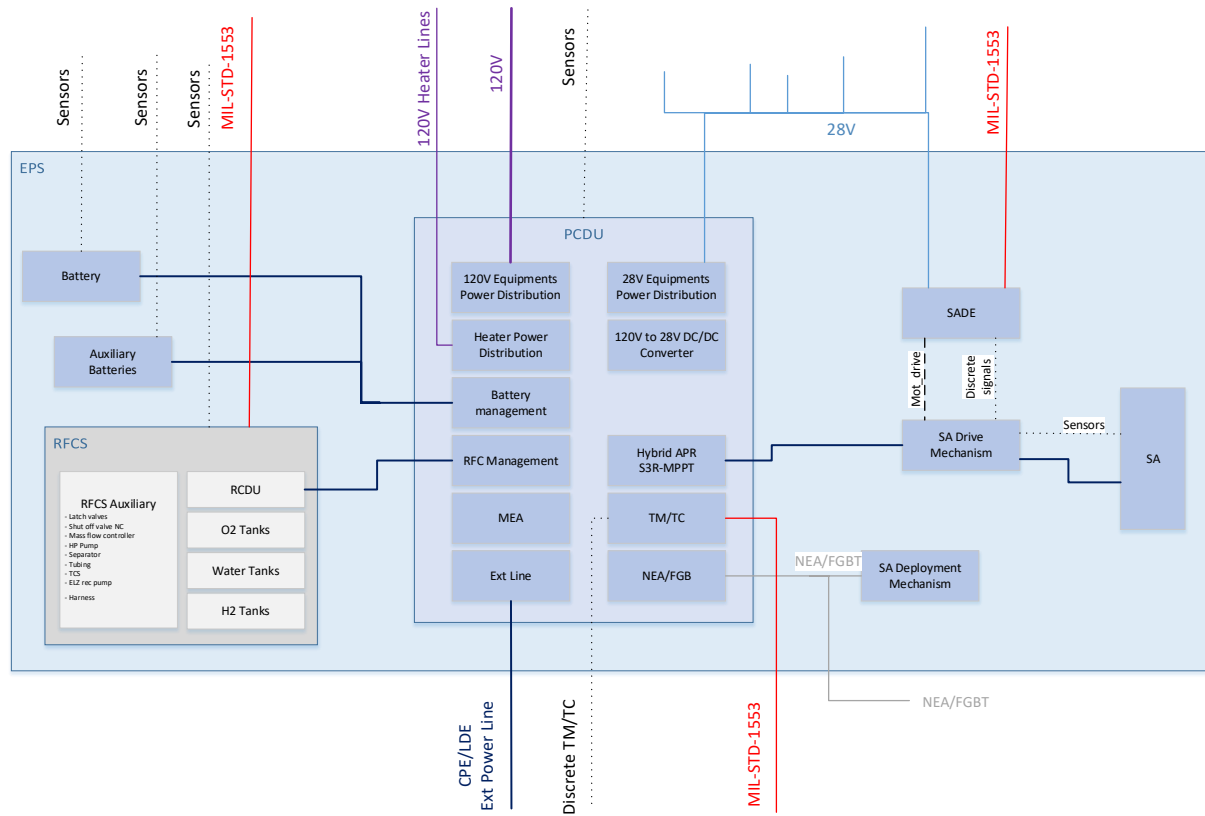 Sensors
Sensors
Sensors
MIL-STD-1553
120V Heater Lines
120V
Sensors
28V
MIL-STD-1553
EPS
PCDU
Battery
120V Equipments
Power Distribution
28V Equipments
Power Distribution
SADE
Auxiliary
Batteries
Heater Power
Distribution
120V to 28V DC/DC
Converter
Mot_drive
Discrete
signals
Battery
management
SA Drive
Mechanism
Sensors
SA
RFCS
RFC Management
Hybrid APR
S3R-MPPT
RFCS Auxiliary
- Latch valves
- Shut off valve NC
- Mass flow controller
- HP Pump
- Separator
- Tubing
- TCS
- ELZ rec pump
- Harness
RCDU
O2 Tanks
Water Tanks
H2 Tanks
MEA
TM/TC
Ext Line
NEA/FGB
NEA/FGBT
SA Deployment
Mechanism
NEA/FGBT
CPE/LDE
Ext Power Line
Discrete TM/TC
MIL-STD-1553